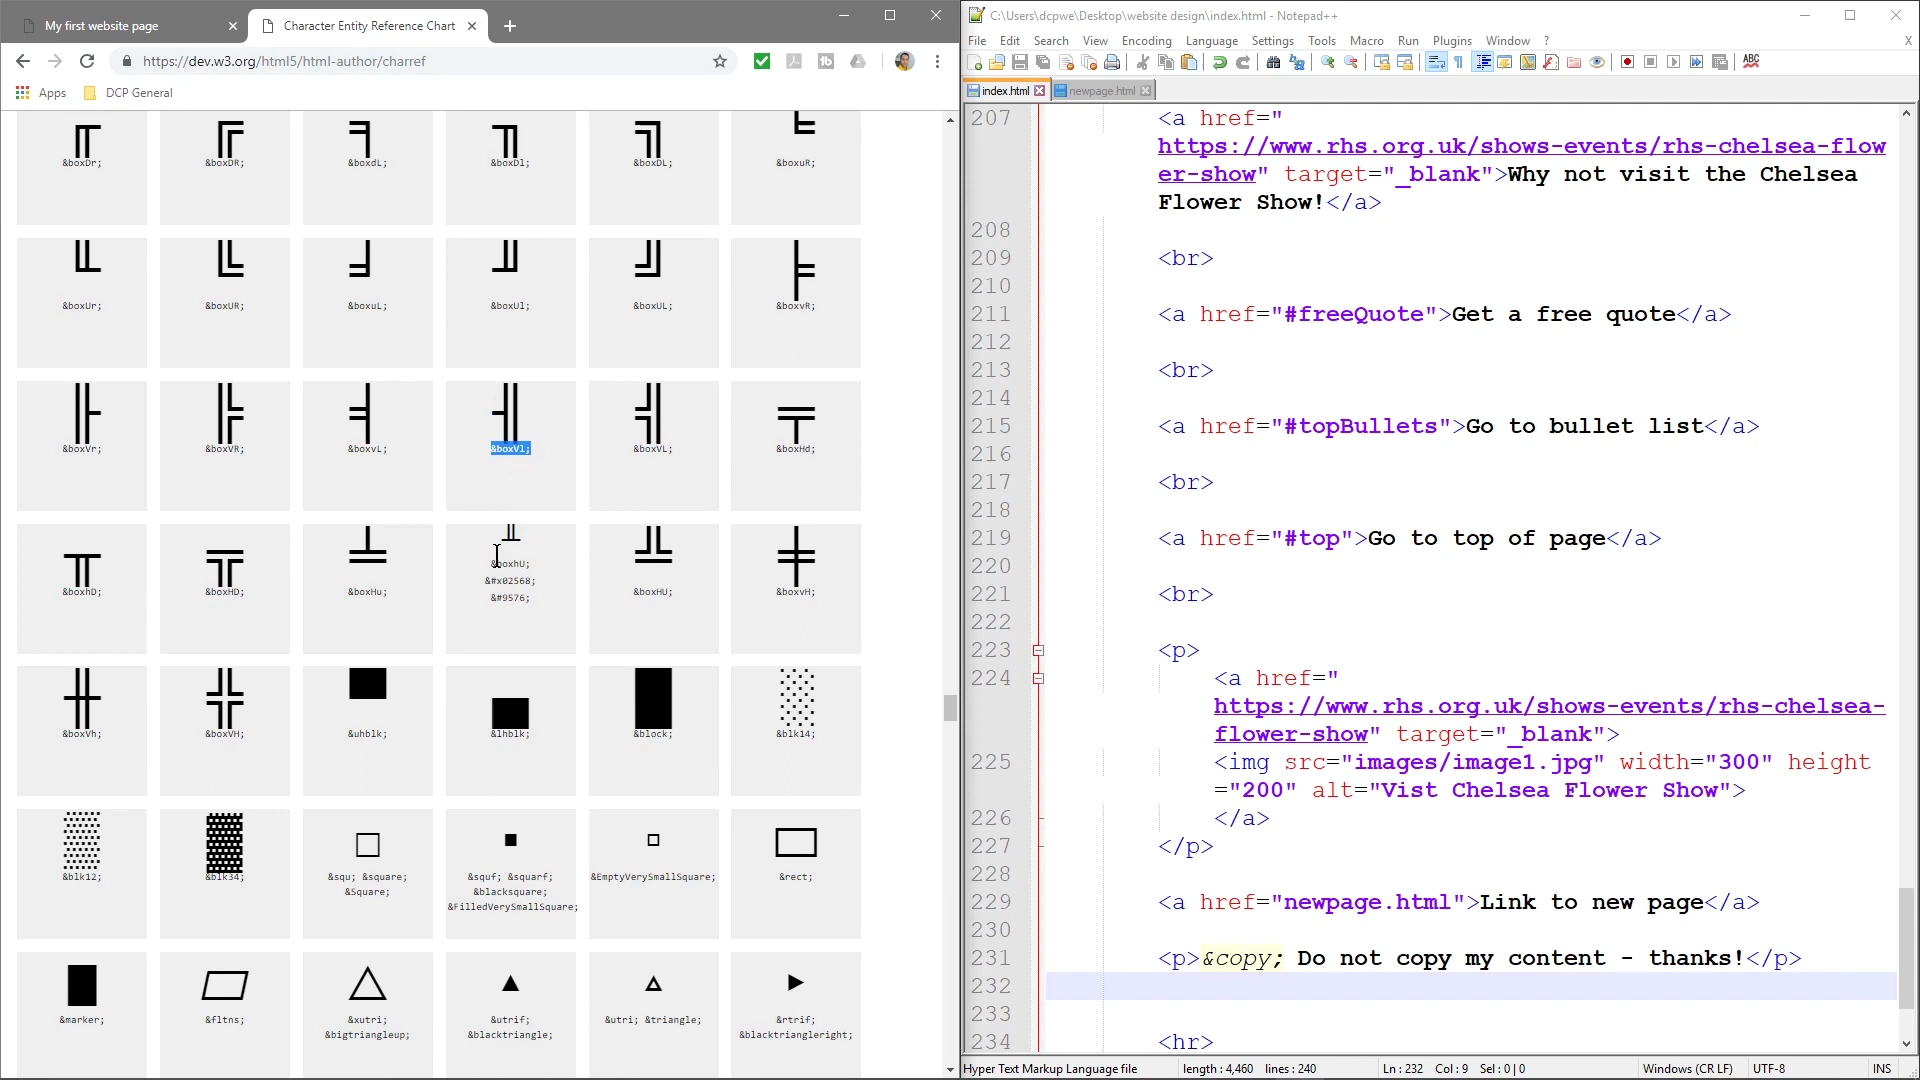 My first website page
Character Entity Reference Chart
https://dev.w3.org/html5/html-author/charref
Apps
DCP General
&boxDr; &boxDR; &boxdL; &boxDl; &boxDL; &boxuR;
&boxUr; &boxUR; &boxuL; &boxUl; &boxUL; &boxvR;
&boxVr; &boxVR; &boxvL; &boxVl; &boxVL; &boxHd;
&boxhD; &boxHD; &boxHu; &boxhU; &boxHU; &boxvH;
&#x02568;
&#9576;
&boxVh; &boxVH; &uhblk; &lhblk; &block; &blk14;
&blk12; &blk34; &squ; &square; &squf; &squarf; &EmptyVerySmallSquare; &rect;
&Square; &blacksquare;
&FilledVerySmallSquare;
&marker; &fltns; &xutri; &utrif; &utri; &triangle; &rtrif;
&bigtriangleup; &blacktriangle; &blacktriangleright;
C:\Users\dcpwe\Desktop\website design\index.html - Notepad++
File Edit Search View Encoding Language Settings Tools Macro Run Plugins Window ? X
ABC
index.html newpage.html
207 <a href="
https://www.rhs.org.uk/shows-events/rhs-chelsea-flow
er-show" target="_blank">Why not visit the Chelsea
Flower Show!</a>
208
209 <br>
210
211 <a href="#freeQuote">Get a free quote</a>
212
213 <br>
214
215 <a href="#topBullets">Go to bullet list</a>
216
217 <br>
218
219 <a href="#top">Go to top of page</a>
220
221 <br>
222
223 <p>
224 <a href="
https://www.rhs.org.uk/shows-events/rhs-chelsea-
flower-show" target="_blank">
225 <img src="images/image1.jpg" width="300" height
="200" alt="Vist Chelsea Flower Show">
226 </a>
227 </p>
228
229 <a href="newpage.html">Link to new page</a>
230
231 <p>&copy; Do not copy my content - thanks!</p>
232
233
234 <hr>
Hyper Text Markup Language file length : 4,460 lines : 240 Ln : 232 Col : 9 Sel : 0 | 0 Windows (CR LF) UTF-8 INS